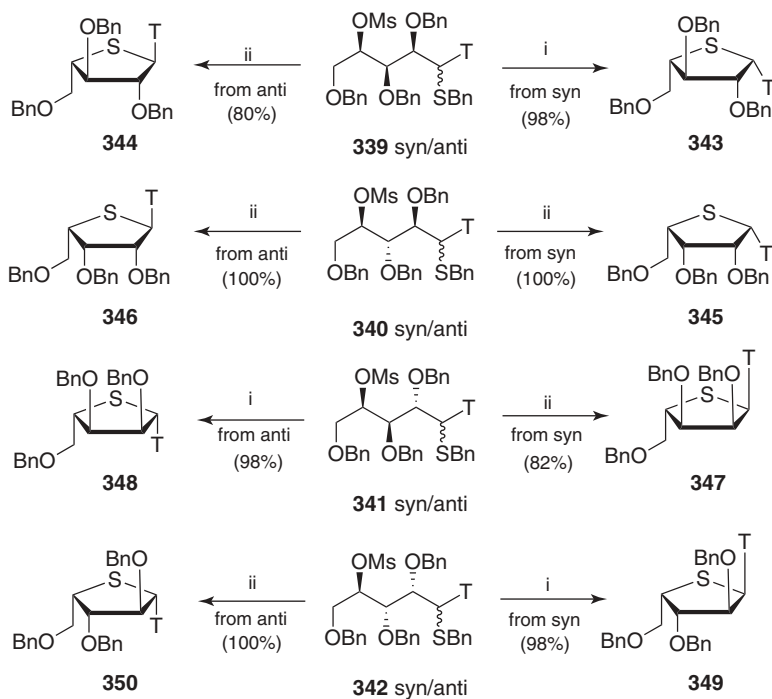 OBn
S
T
BnO
OBn
344
ii
from anti
(80%)
OMs OBn
T
OBn OBn SBn
339 syn/anti
i
from syn
(98%)
OBn
S
BnO
T
OBn
343
T
S
BnO
OBn OBn
346
ii
from anti
(100%)
OMs OBn
T
OBn OBn SBn
340 syn/anti
ii
from syn
(100%)
S
T
BnO
OBn OBn
345
BnO BnO
S
BnO
T
348
i
from anti
(98%)
OMs OBn
T
OBn OBn SBn
341 syn/anti
ii
from syn
(82%)
T
BnO BnO
S
BnO
347
BnO
S
BnO
OBn
T
350
ii
from anti
(100%)
OMs OBn
T
OBn OBn SBn
342 syn/anti
i
from syn
(98%)
T
BnO
S
BnO
OBn
349